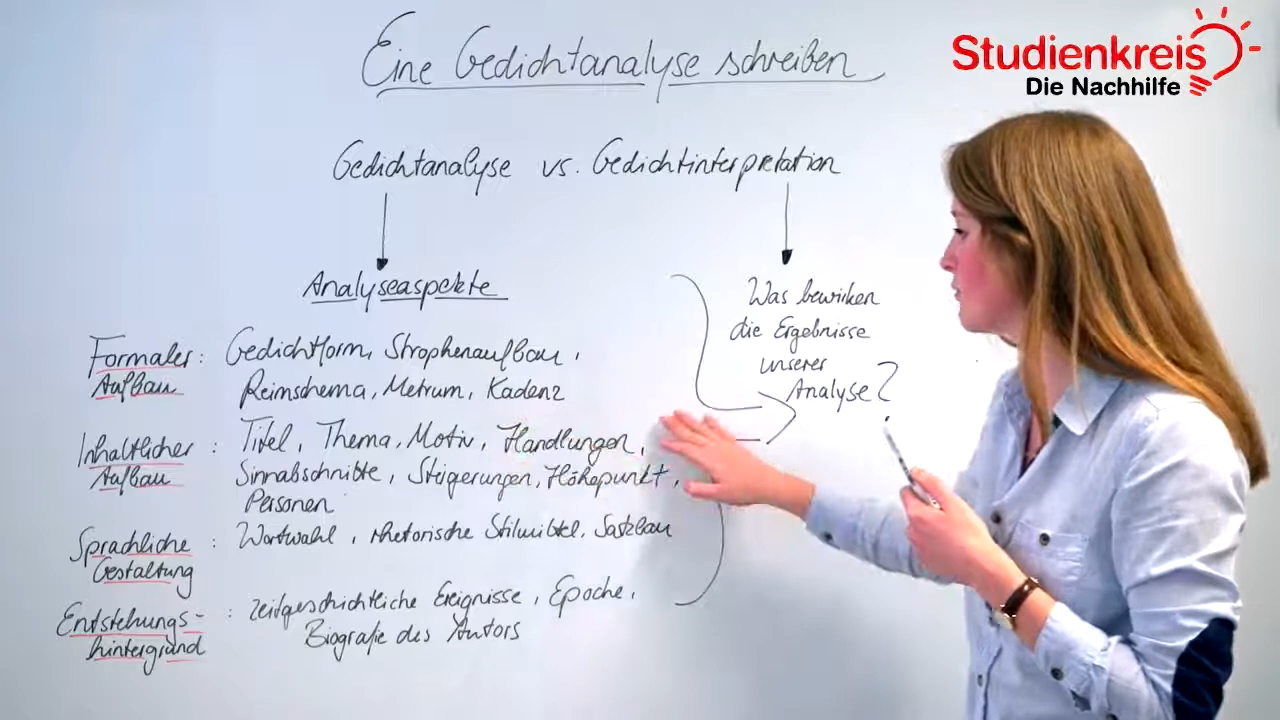 Eine Gedichtanalyse schreiben
Studienkreis
Die Nachhilfe
Gedichtanalyse vs. Gedichtinterpretation
Analyseaspekte
Was bewirken
die Ergebnisse
unserer
Analyse?
Formaler Aufbau: Gedichtform, Strophenaufbau,
Reimschema, Metrum, Kadenz
Inhaltlicher Aufbau: Titel, Thema, Motiv, Handlungen,
Sinnabschnitte, Steigerungen, Höhepunkt,
Personen
Sprachliche Gestaltung: Wortwahl, rhetorische Stilmittel, Satzbau
Entstehungs-
hintergrund: zeitgeschichtliche Ereignisse, Epoche,
Biografie des Autors